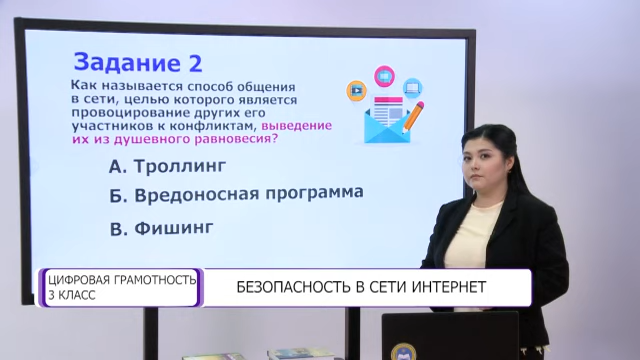 Задание 2
Как называется способ общения
в сети, целью которого является
провоцирование других его
участников к конфликтам, выведение
их из душевного равновесия?
А. Троллинг
Б. Вредоносная программа
В. Фишинг
ЦИФРОВАЯ ГРАМОТНОСТЬ
3 КЛАСС
БЕЗОПАСНОСТЬ В СЕТИ ИНТЕРНЕТ